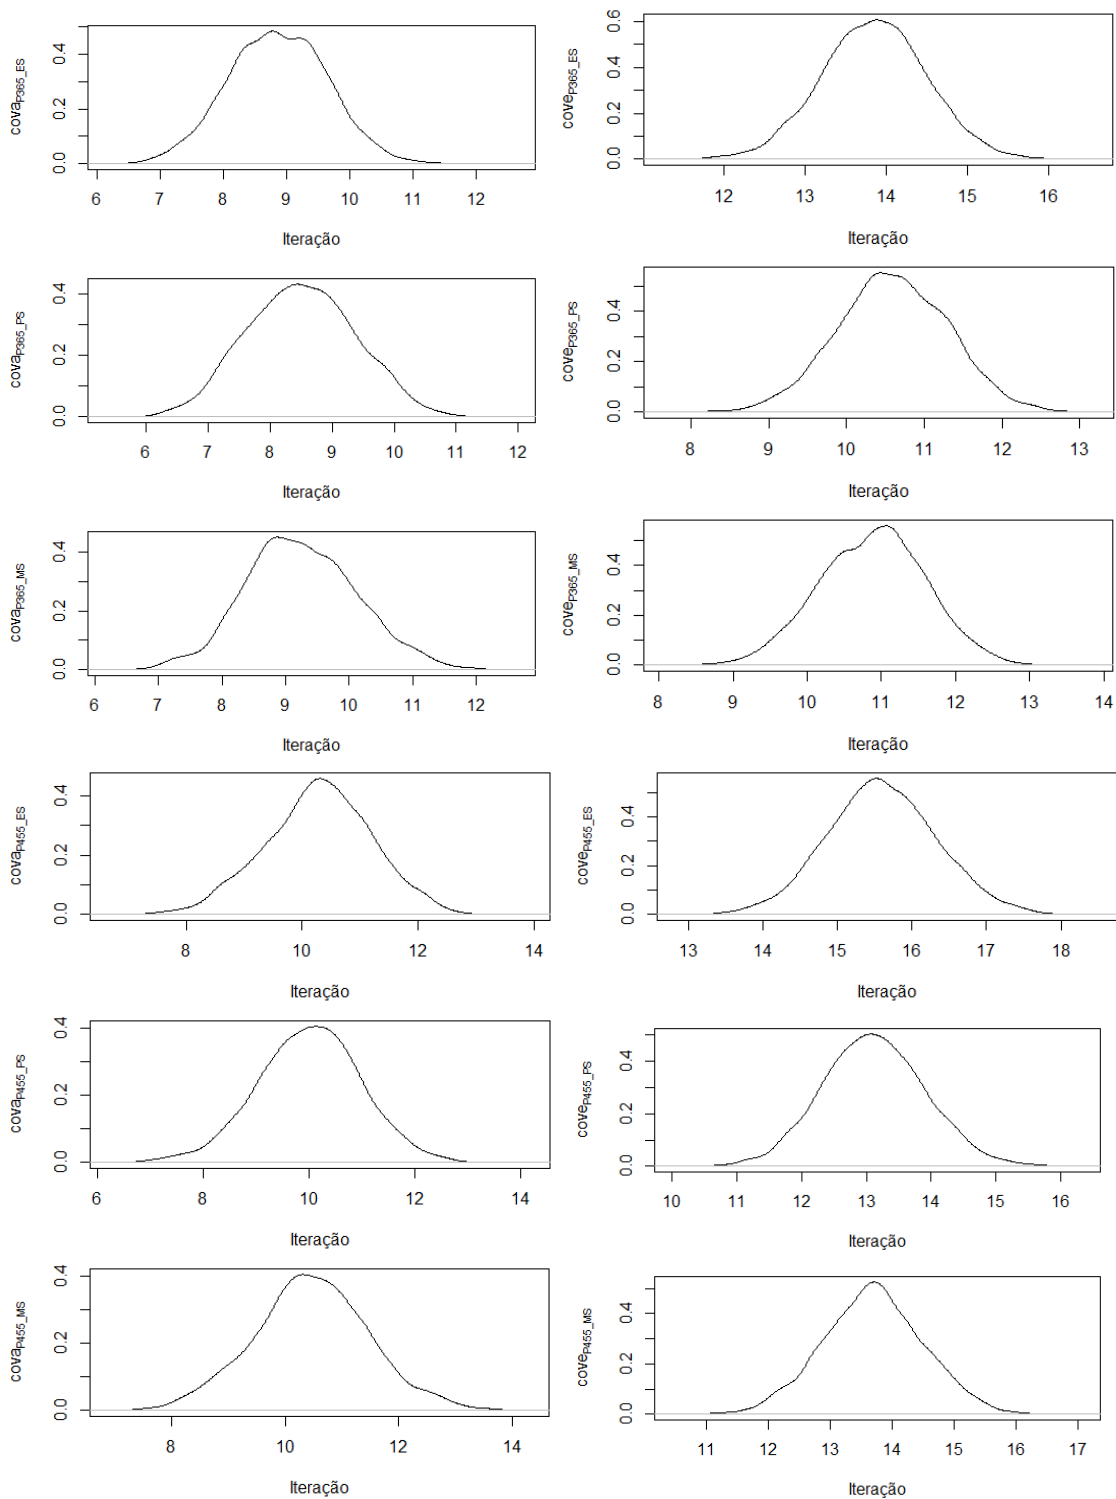 cova_P365_ES
0.0 0.2 0.4
6 7 8 9 10 11 12
Iteração
cove_P365_ES
0.0 0.2 0.4 0.6
12 13 14 15 16
Iteração
cova_P365_PS
0.0 0.2 0.4
6 7 8 9 10 11 12
Iteração
cove_P365_PS
0.0 0.2 0.4
8 9 10 11 12 13
Iteração
cova_P365_MS
0.0 0.2 0.4
6 7 8 9 10 11 12
Iteração
cove_P365_MS
0.0 0.2 0.4
8 9 10 11 12 13 14
Iteração
cova_P455_ES
0.0 0.2 0.4
8 10 12 14
Iteração
cove_P455_ES
0.0 0.2 0.4
13 14 15 16 17 18
Iteração
cova_P455_PS
0.0 0.2 0.4
6 8 10 12 14
Iteração
cove_P455_PS
0.0 0.2 0.4
10 11 12 13 14 15 16
Iteração
cova_P455_MS
0.0 0.2 0.4
8 10 12 14
Iteração
cove_P455_MS
0.0 0.2 0.4
11 12 13 14 15 16 17
Iteração